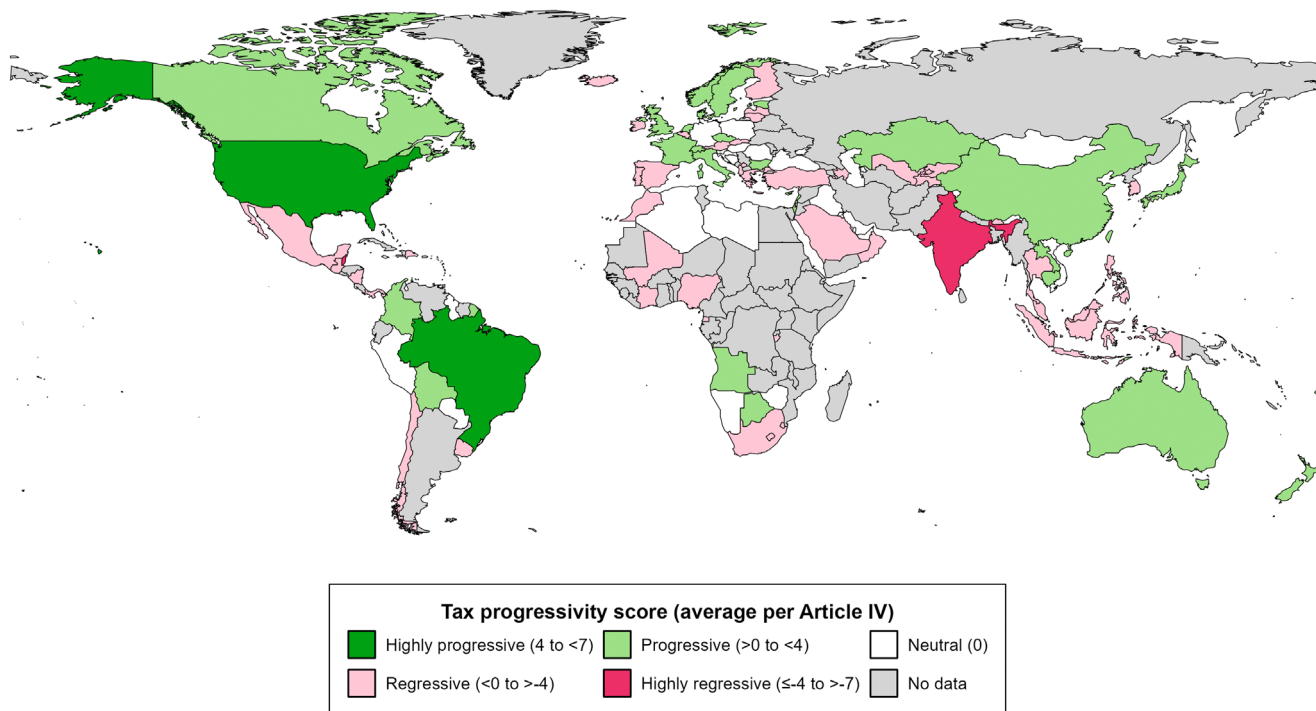 Tax progressivity score (average per Article IV)
Highly progressive (4 to <7) Progressive (>0 to <4) Neutral (0)
Regressive (<0 to >-4) Highly regressive (≤-4 to >-7) No data